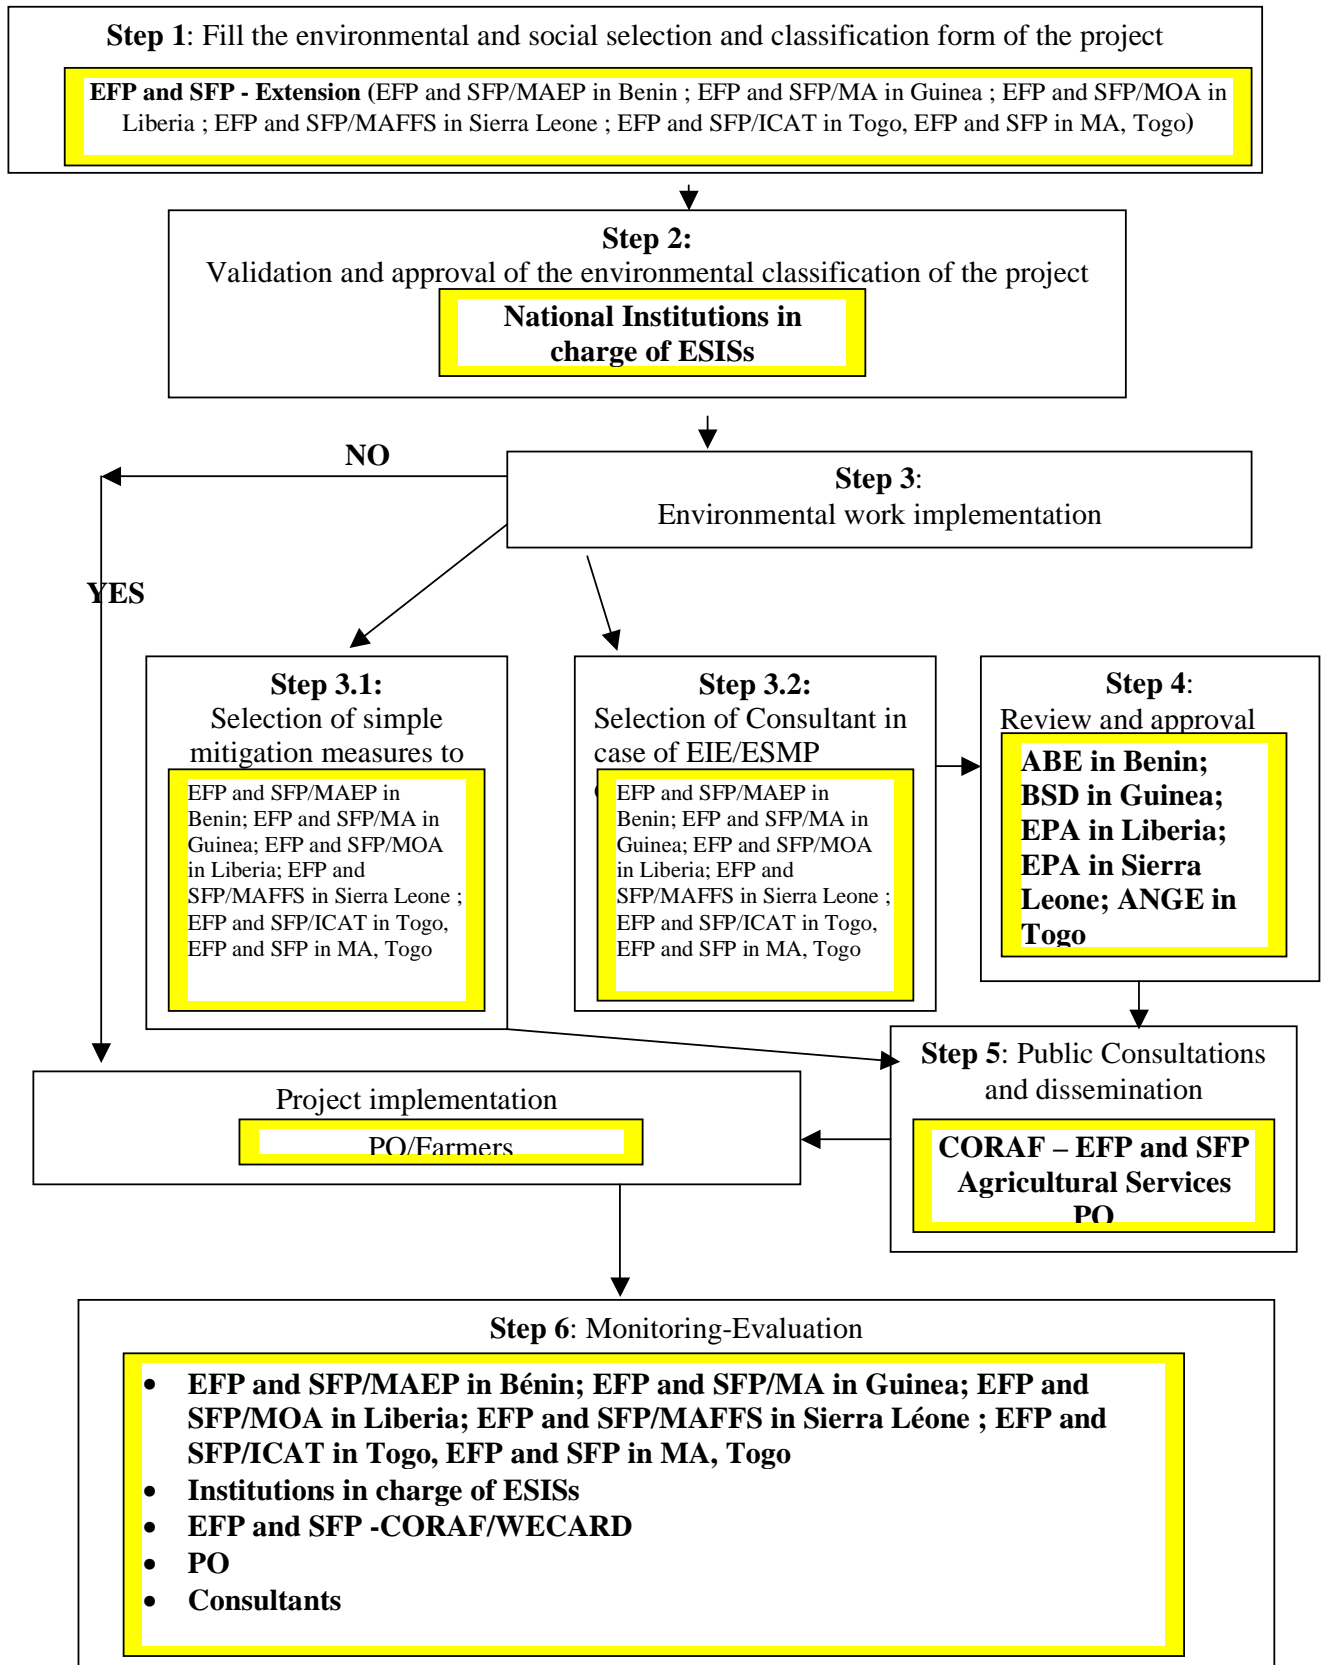 Step 1: Fill the environmental and social selection and classification form of the project
EFP and SFP - Extension (EFP and SFP/MAEP in Benin ; EFP and SFP/MA in Guinea ; EFP and SFP/MOA in
Liberia ; EFP and SFP/MAFFS in Sierra Leone ; EFP and SFP/ICAT in Togo, EFP and SFP in MA, Togo)
Step 2:
Validation and approval of the environmental classification of the project
National Institutions in
charge of ESISs
NO
Step 3:
Environmental work implementation
YES
Step 3.1:
Selection of simple
mitigation measures to
EFP and SFP/MAEP in
Benin; EFP and SFP/MA in
Guinea; EFP and SFP/MOA
in Liberia; EFP and
SFP/MAFFS in Sierra Leone ;
EFP and SFP/ICAT in Togo,
EFP and SFP in MA, Togo
Step 3.2:
Selection of Consultant in
case of EIE/ESMP
EFP and SFP/MAEP in
Benin; EFP and SFP/MA in
Guinea; EFP and SFP/MOA
in Liberia; EFP and
SFP/MAFFS in Sierra Leone ;
EFP and SFP/ICAT in Togo,
EFP and SFP in MA, Togo
Step 4:
Review and approval
ABE in Benin;
BSD in Guinea;
EPA in Liberia;
EPA in Sierra
Leone; ANGE in
Togo
Step 5: Public Consultations
and dissemination
CORAF – EFP and SFP
Agricultural Services
PO
Project implementation
PO/Farmers
Step 6: Monitoring-Evaluation
• EFP and SFP/MAEP in Bénin; EFP and SFP/MA in Guinea; EFP and
SFP/MOA in Liberia; EFP and SFP/MAFFS in Sierra Léone ; EFP and
SFP/ICAT in Togo, EFP and SFP in MA, Togo
• Institutions in charge of ESISs
• EFP and SFP -CORAF/WECARD
• PO
• Consultants